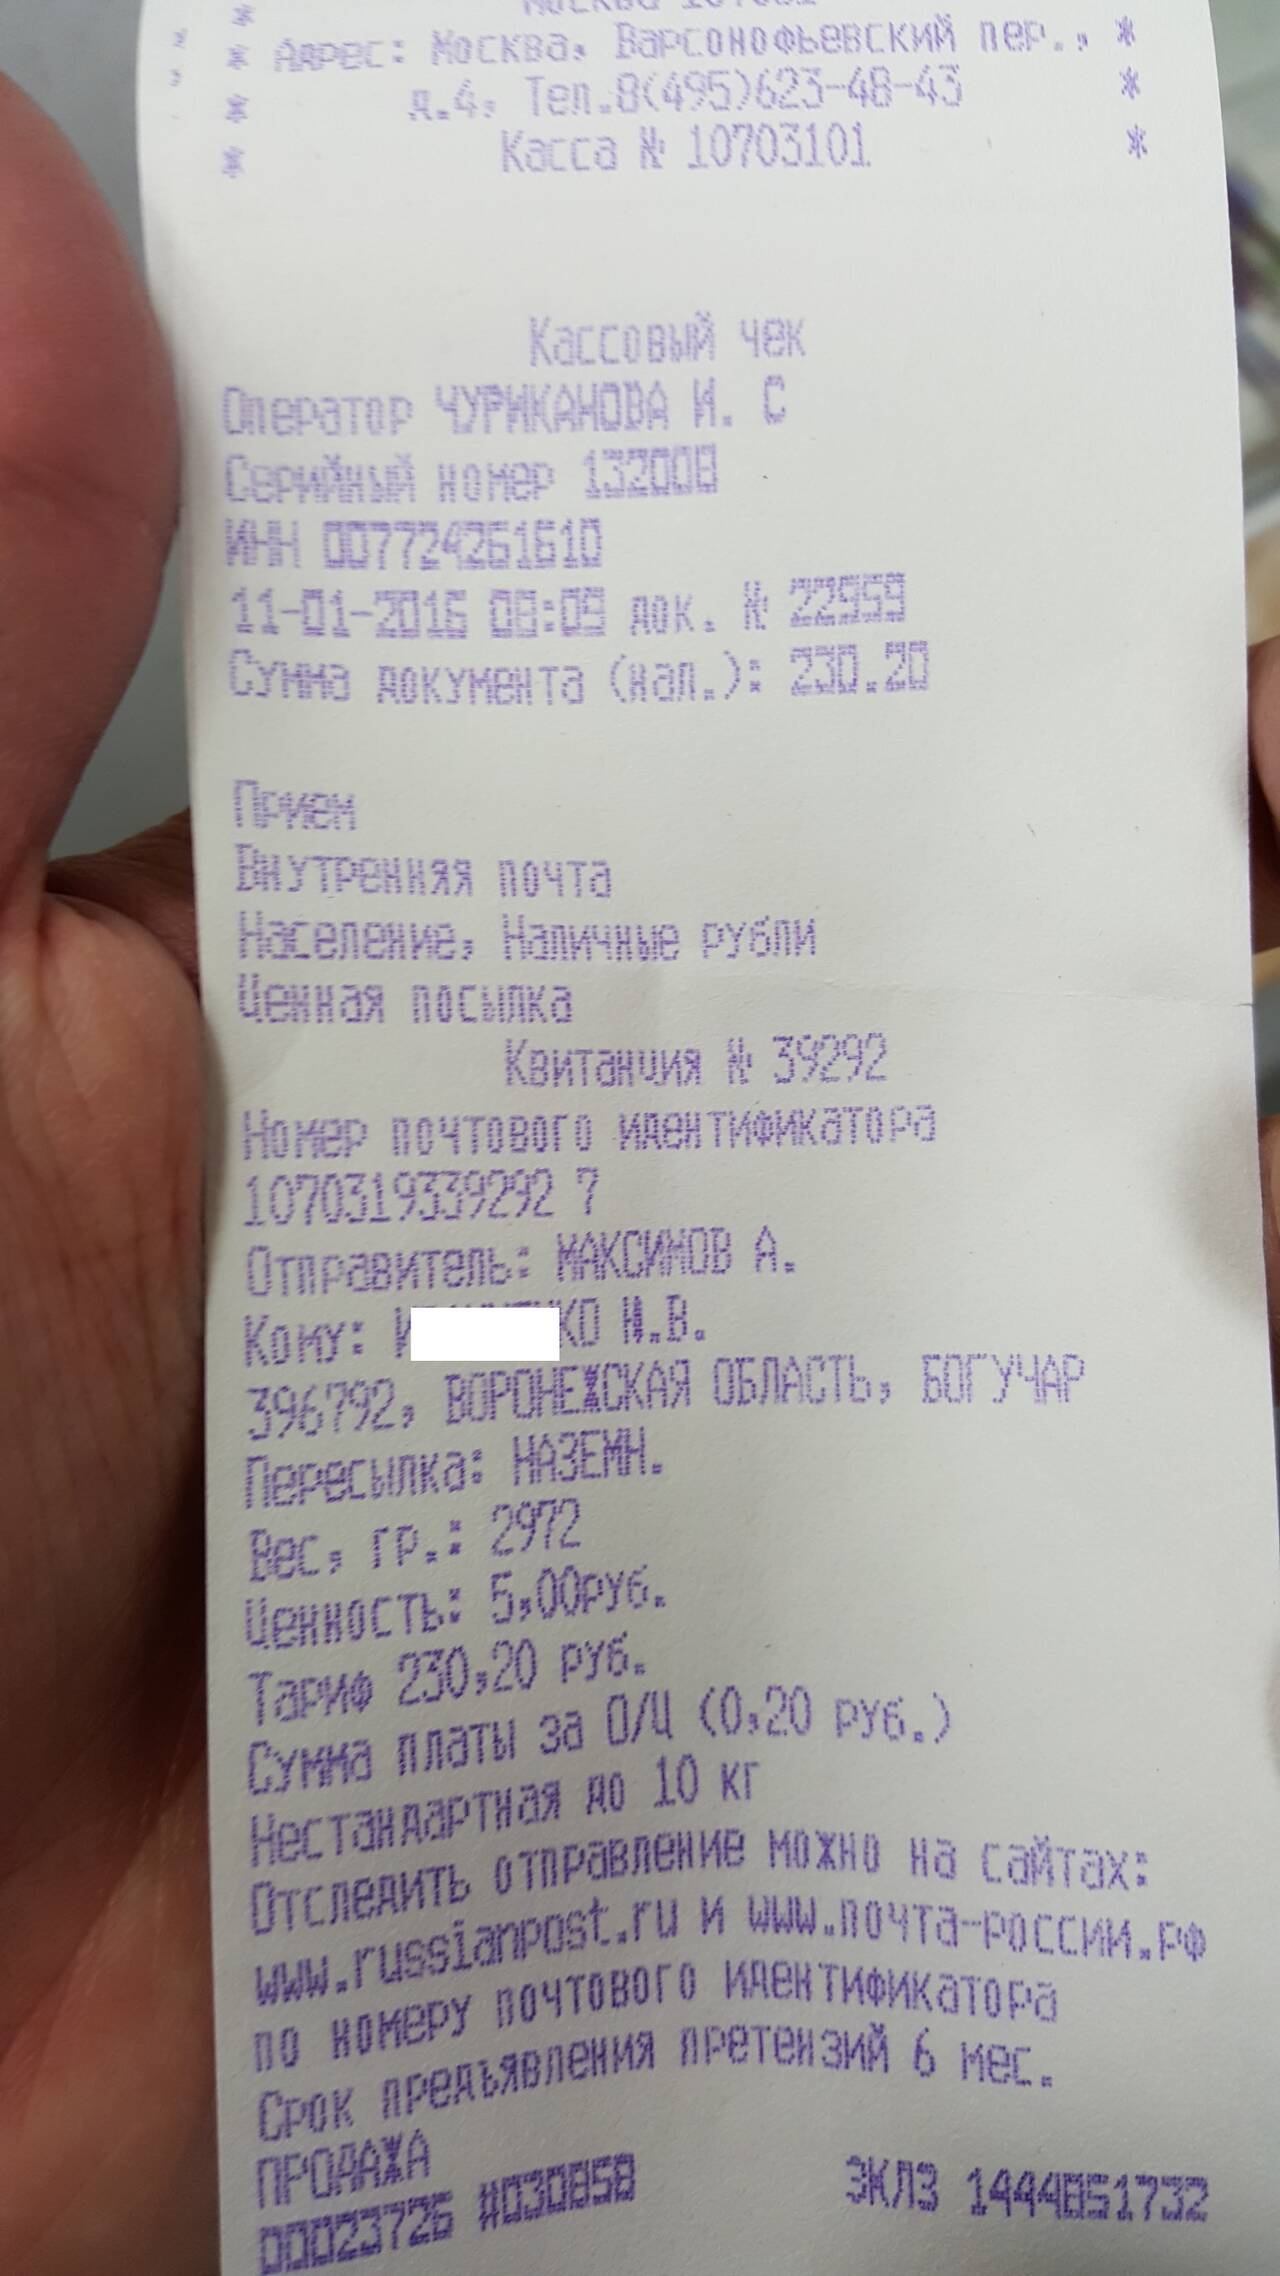 * Адрес: Москва, Варсонофьевский пер., *
* д.4, Тел.8(495)623-48-43 *
* Касса № 10703101 *
Кассовый чек
Оператор ЧУРИКАНОВА И. С
Серийный номер 132008
ИНН 007724261610
11-01-2016 08:09 док. № 22959
Сумма документа (нал.): 230.20
Прием
Внутренняя почта
Население, Наличные рубли
Ценная посылка
Квитанция № 39292
Номер почтового идентификатора
1070319339292 7
Отправитель: МАКСИМОВ А.
Кому:
396792, ВОРОНЕЖСКАЯ ОБЛАСТЬ, БОГУЧАР
Пересылка: НАЗЕМН.
Вес, гр.: 2972
Ценность: 5,00руб.
Тариф 230,20 руб.
Сумма платы за О/Ц (0,20 руб.)
Нестандартная до 10 кг
Отследить отправление можно на сайтах:
www.russianpost.ru и www.почта-россии.рф
по номеру почтового идентификатора
Срок предъявления претензий 6 мес.
ПРОДАЖА
00023726 #030858 ЭКЛЗ 1444851732